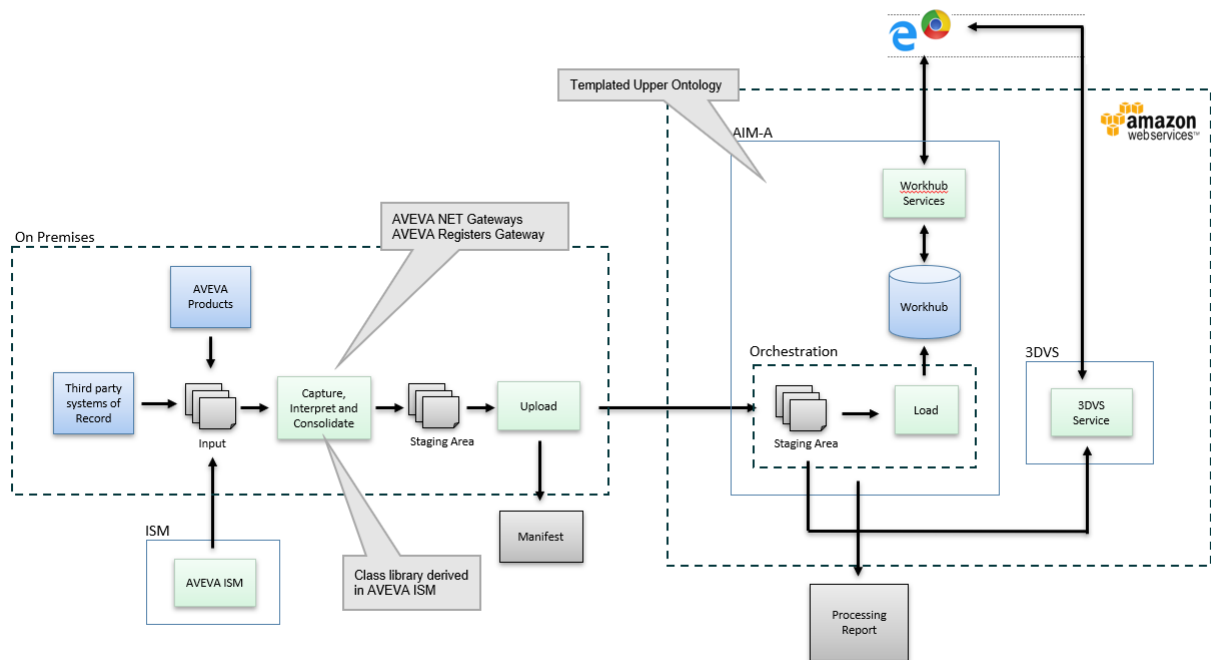 Templated Upper Ontology
amazon
webservices™
AIM-A
Workhub
Services
AVEVA NET Gateways
AVEVA Registers Gateway
On Premises
AVEVA
Products
Workhub
Orchestration
3DVS
Third party
systems of
Record
Input
Capture,
Interpret and
Consolidate
Staging Area
Upload
Staging Area
Load
3DVS
Service
ISM
Manifest
AVEVA ISM
Class library derived
in AVEVA ISM
Processing
Report